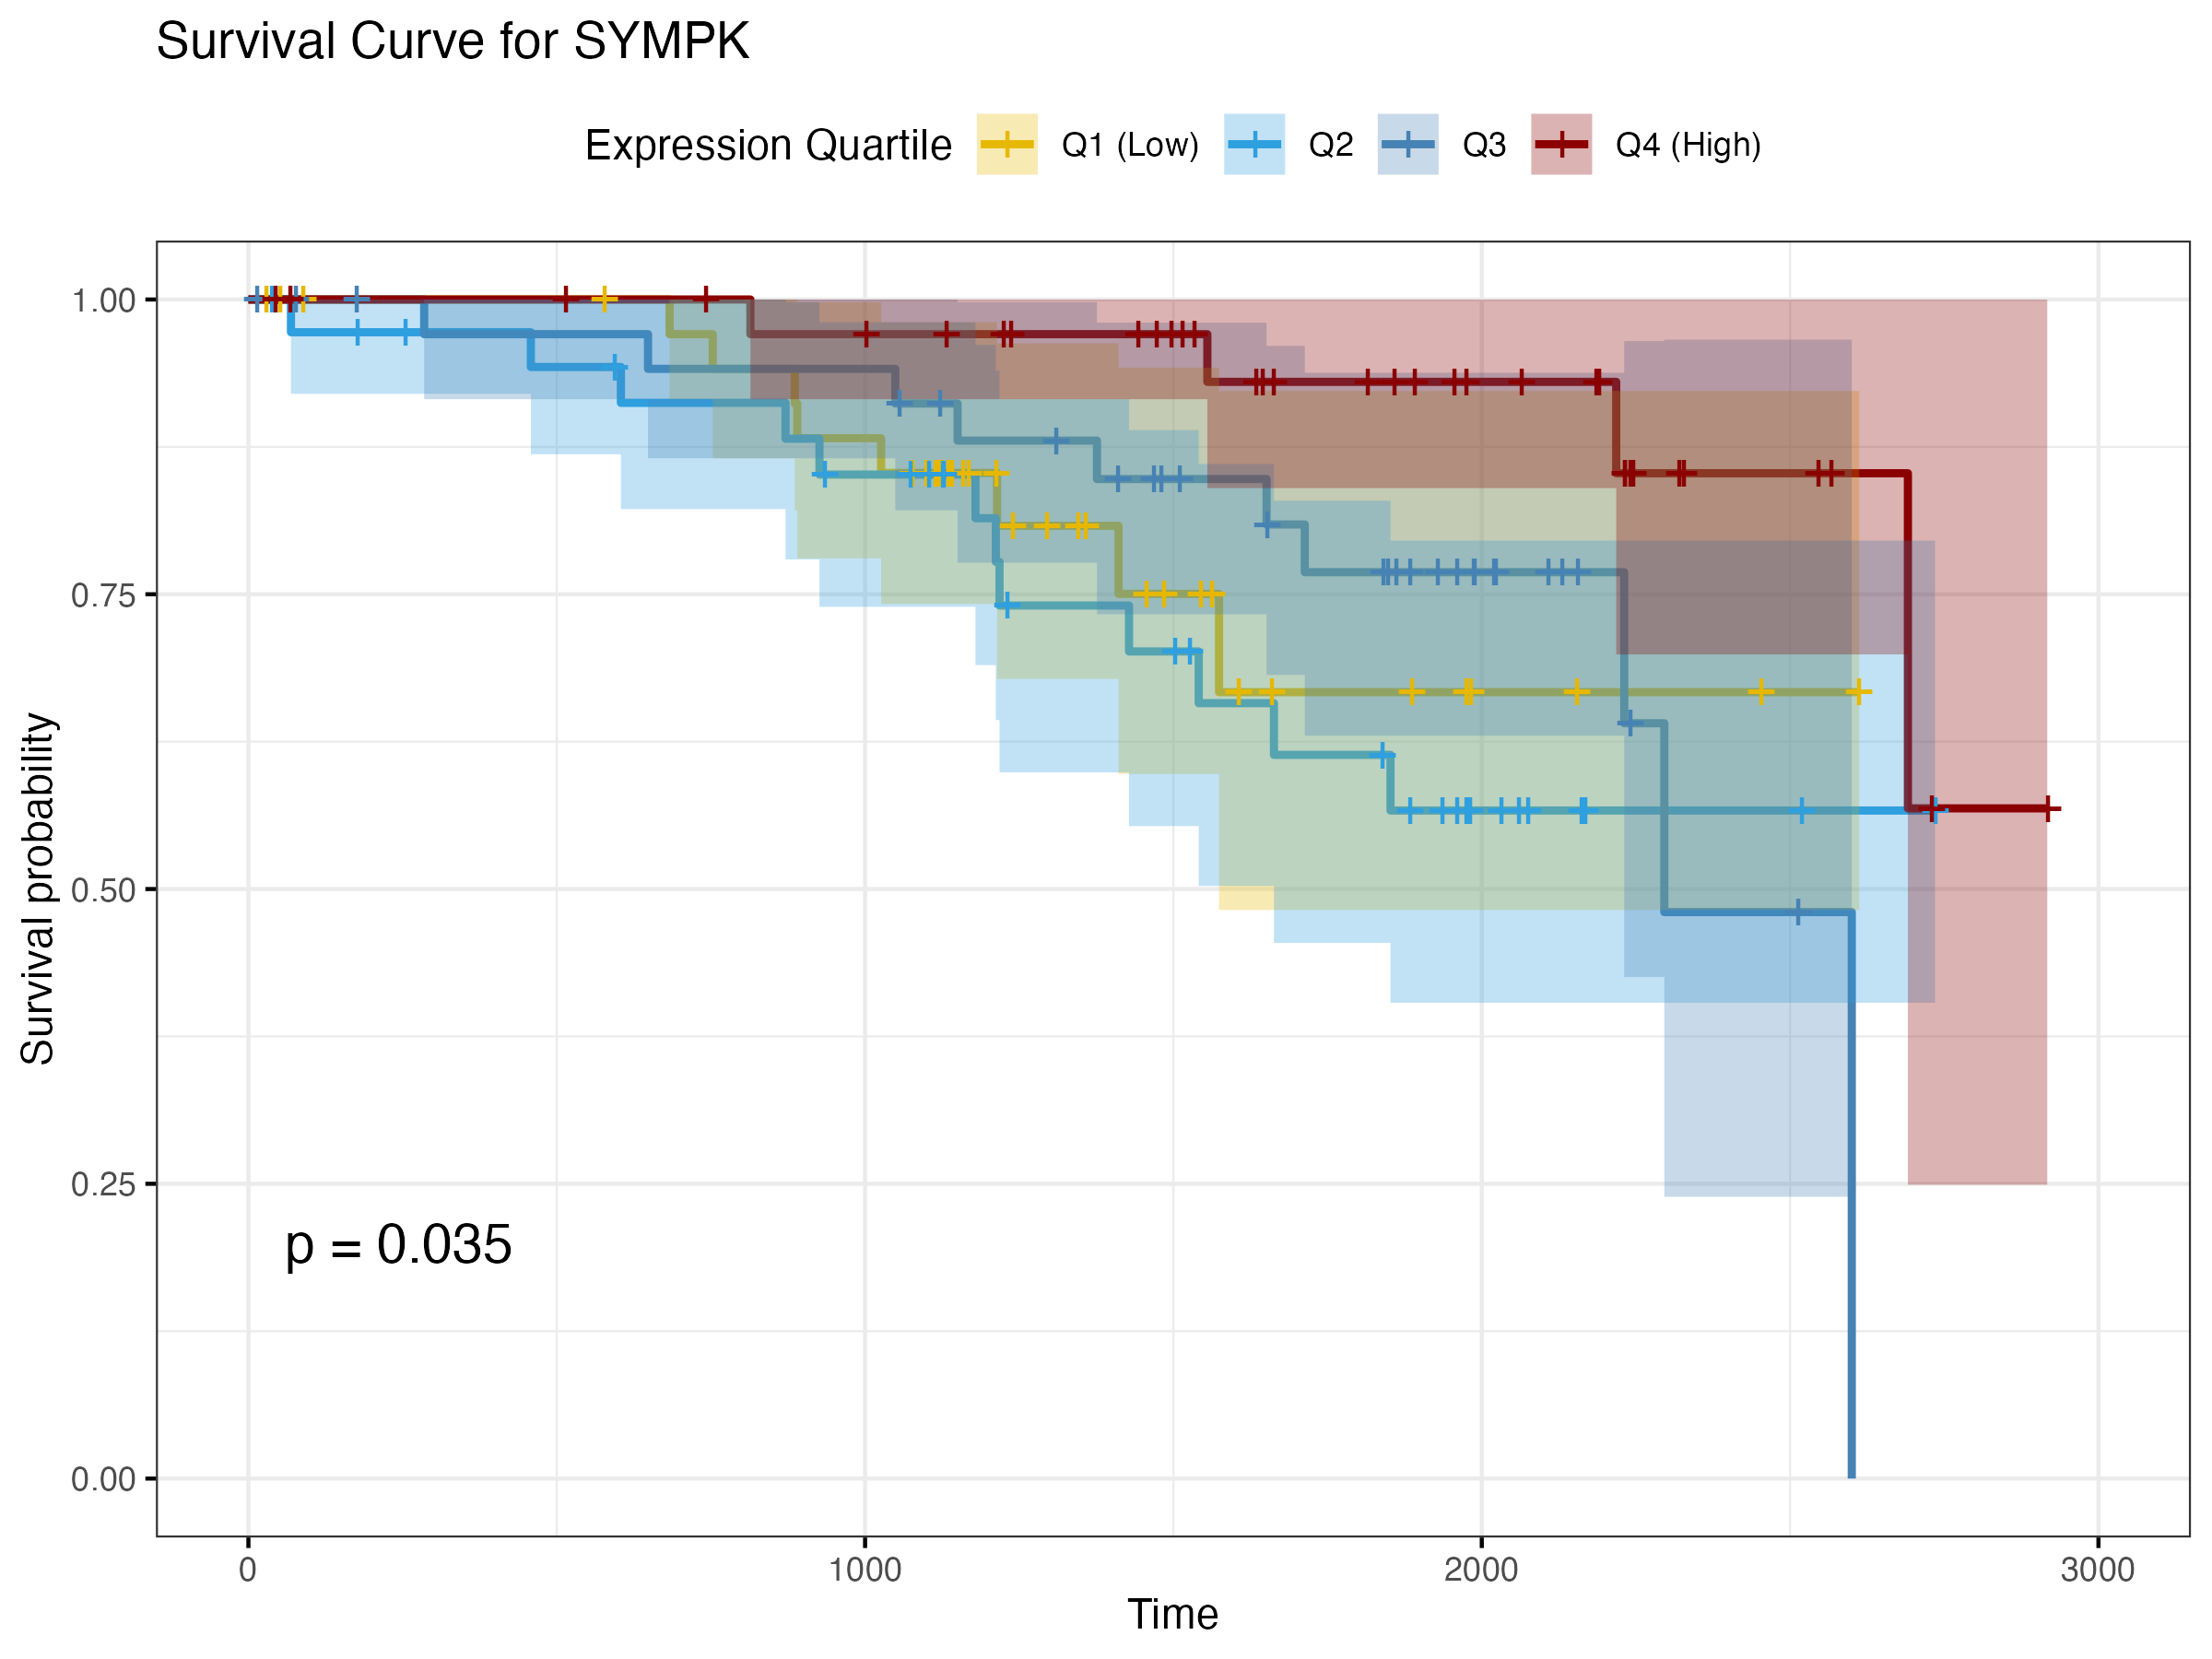 Survival Curve for SYMPK
Expression Quartile Q1 (Low) Q2 Q3 Q4 (High)
Survival probability
1.00
0.75
0.50
0.25
0.00
p = 0.035
0 1000 2000 3000
Time